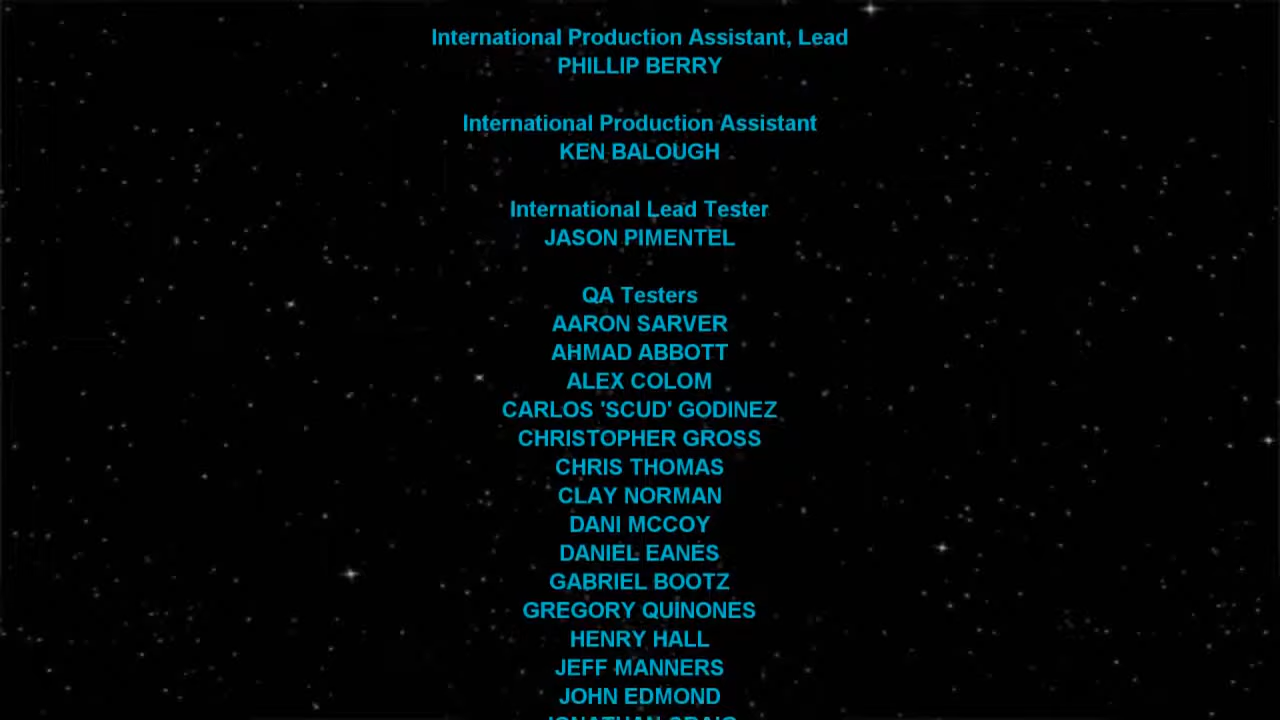 International Production Assistant, Lead
PHILLIP BERRY
International Production Assistant
KEN BALOUGH
International Lead Tester
JASON PIMENTEL
QA Testers
AARON SARVER
AHMAD ABBOTT
ALEX COLOM
CARLOS 'SCUD' GODINEZ
CHRISTOPHER GROSS
CHRIS THOMAS
CLAY NORMAN
DANI MCCOY
DANIEL EANES
GABRIEL BOOTZ
GREGORY QUINONES
HENRY HALL
JEFF MANNERS
JOHN EDMOND